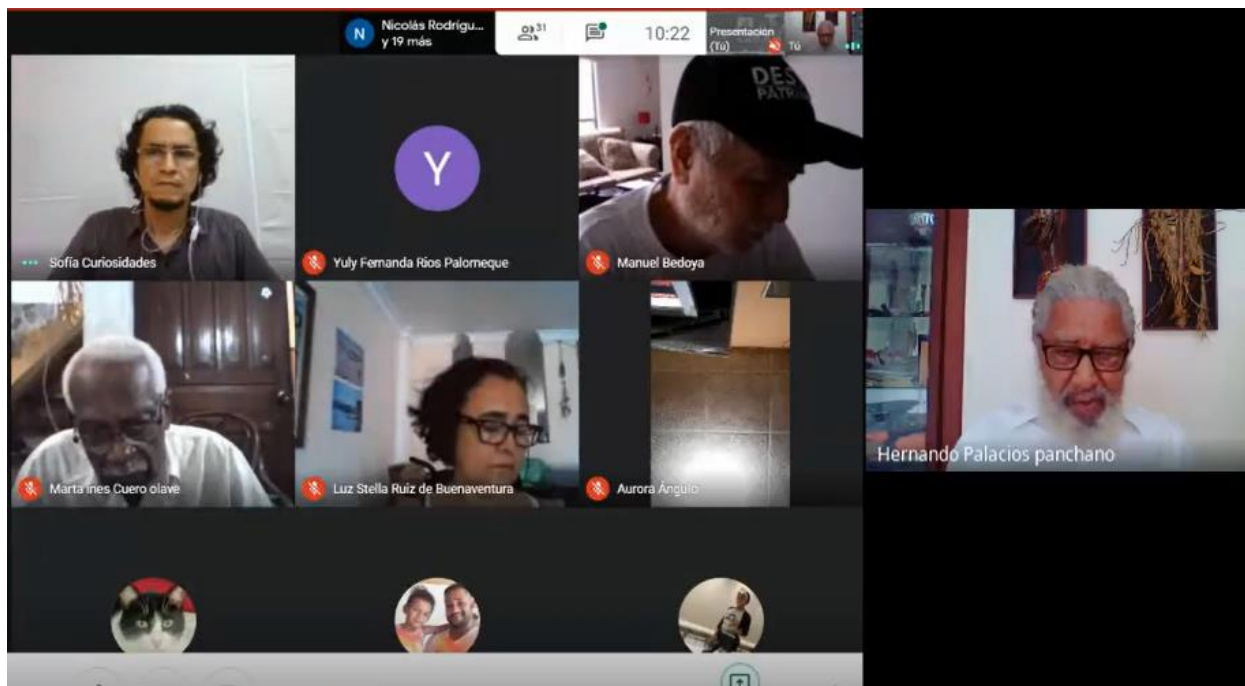 N
Nicolás Rodrígu...
y 19 más
31
10:22
Presentación
(Tú)
Tú
Y
DES
Sofía Curiosidades
Yuly Fernanda Rios Palomeque
Manuel Bedoya
Marta ines Cuero olave
Luz Stella Ruiz de Buenaventura
Aurora Ángulo
Hernando Palacios panchano